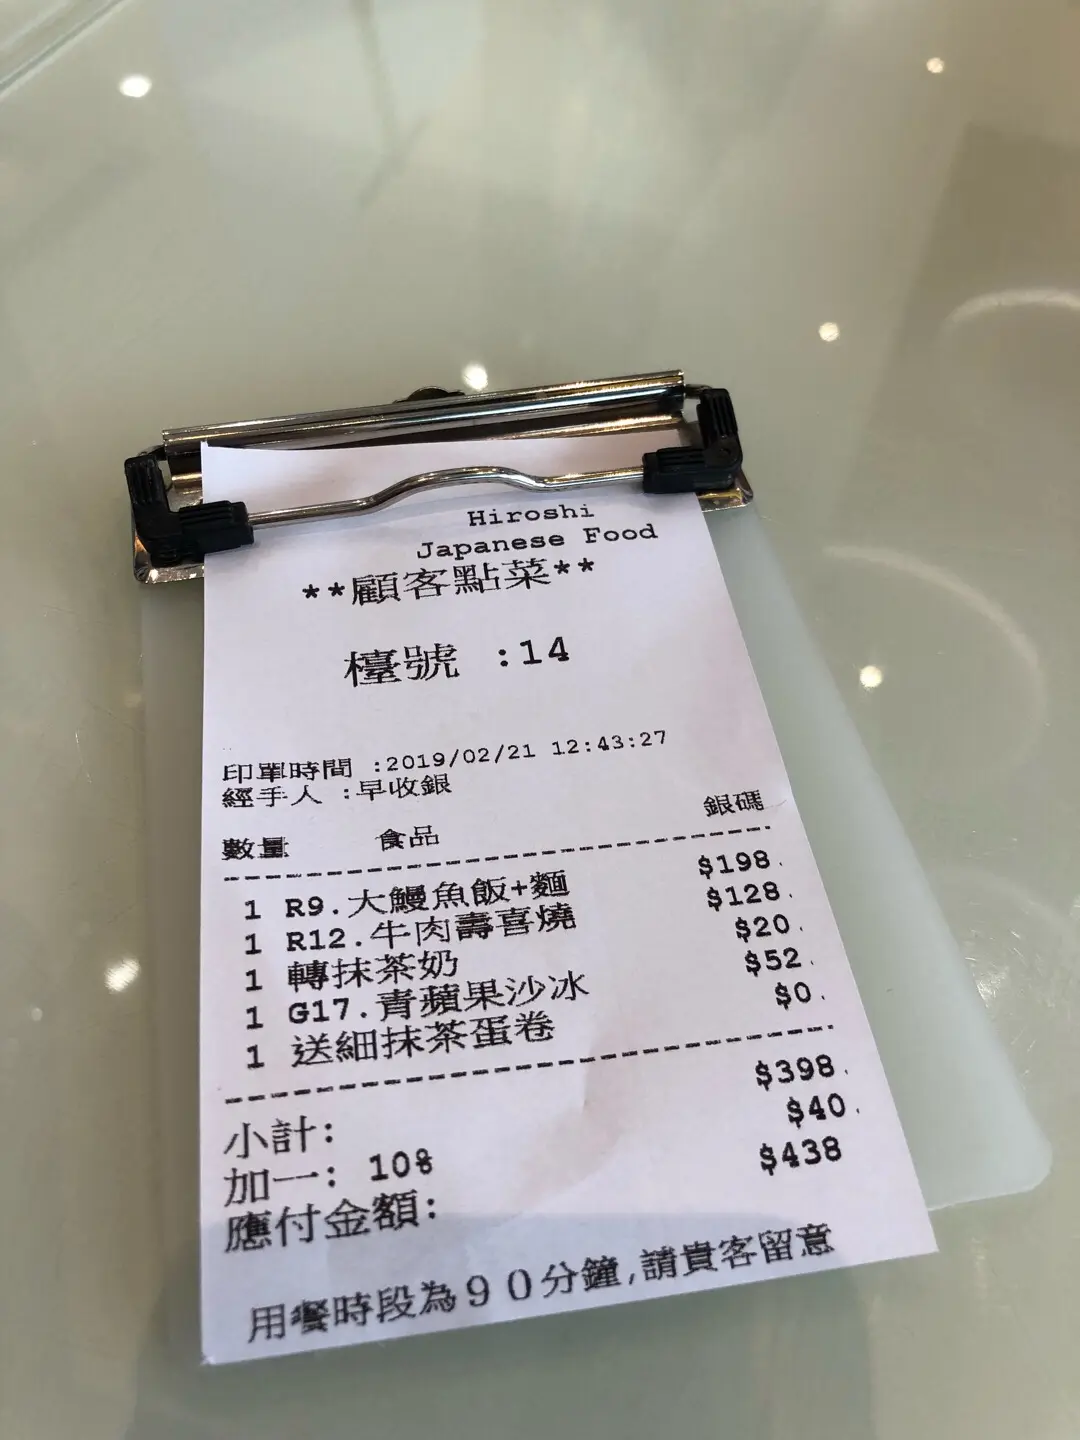 Hiroshi
Japanese Food
**顧客點菜**
檯號 :14
印單時間 :2019/02/21 12:43:27
經手人 :早收銀
數量 食品 銀碼
1 R9.大鰻魚飯+麵 $198.
1 R12.牛肉壽喜燒 $128.
1 轉抹茶奶 $20.
1 G17.青蘋果沙冰 $52.
1 送細抹茶蛋卷 $0.
小計: $398.
加一: 10% $40.
應付金額: $438
用餐時段為90分鐘,請貴客留意